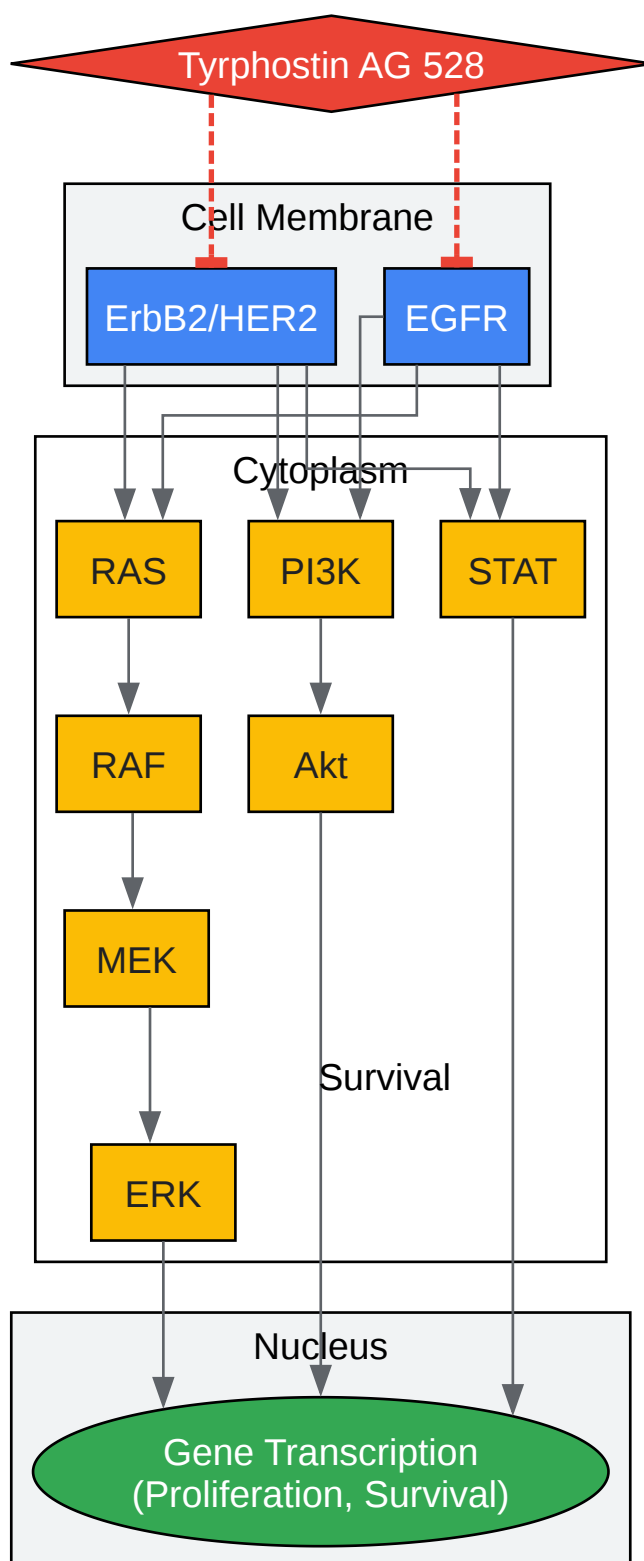 Tyrphostin AG 528
Cell Membrane
ErbB2/HER2
EGFR
Cytoplasm
RAS
PI3K
STAT
RAF
Akt
MEK
Survival
ERK
Nucleus
Gene Transcription
(Proliferation, Survival)